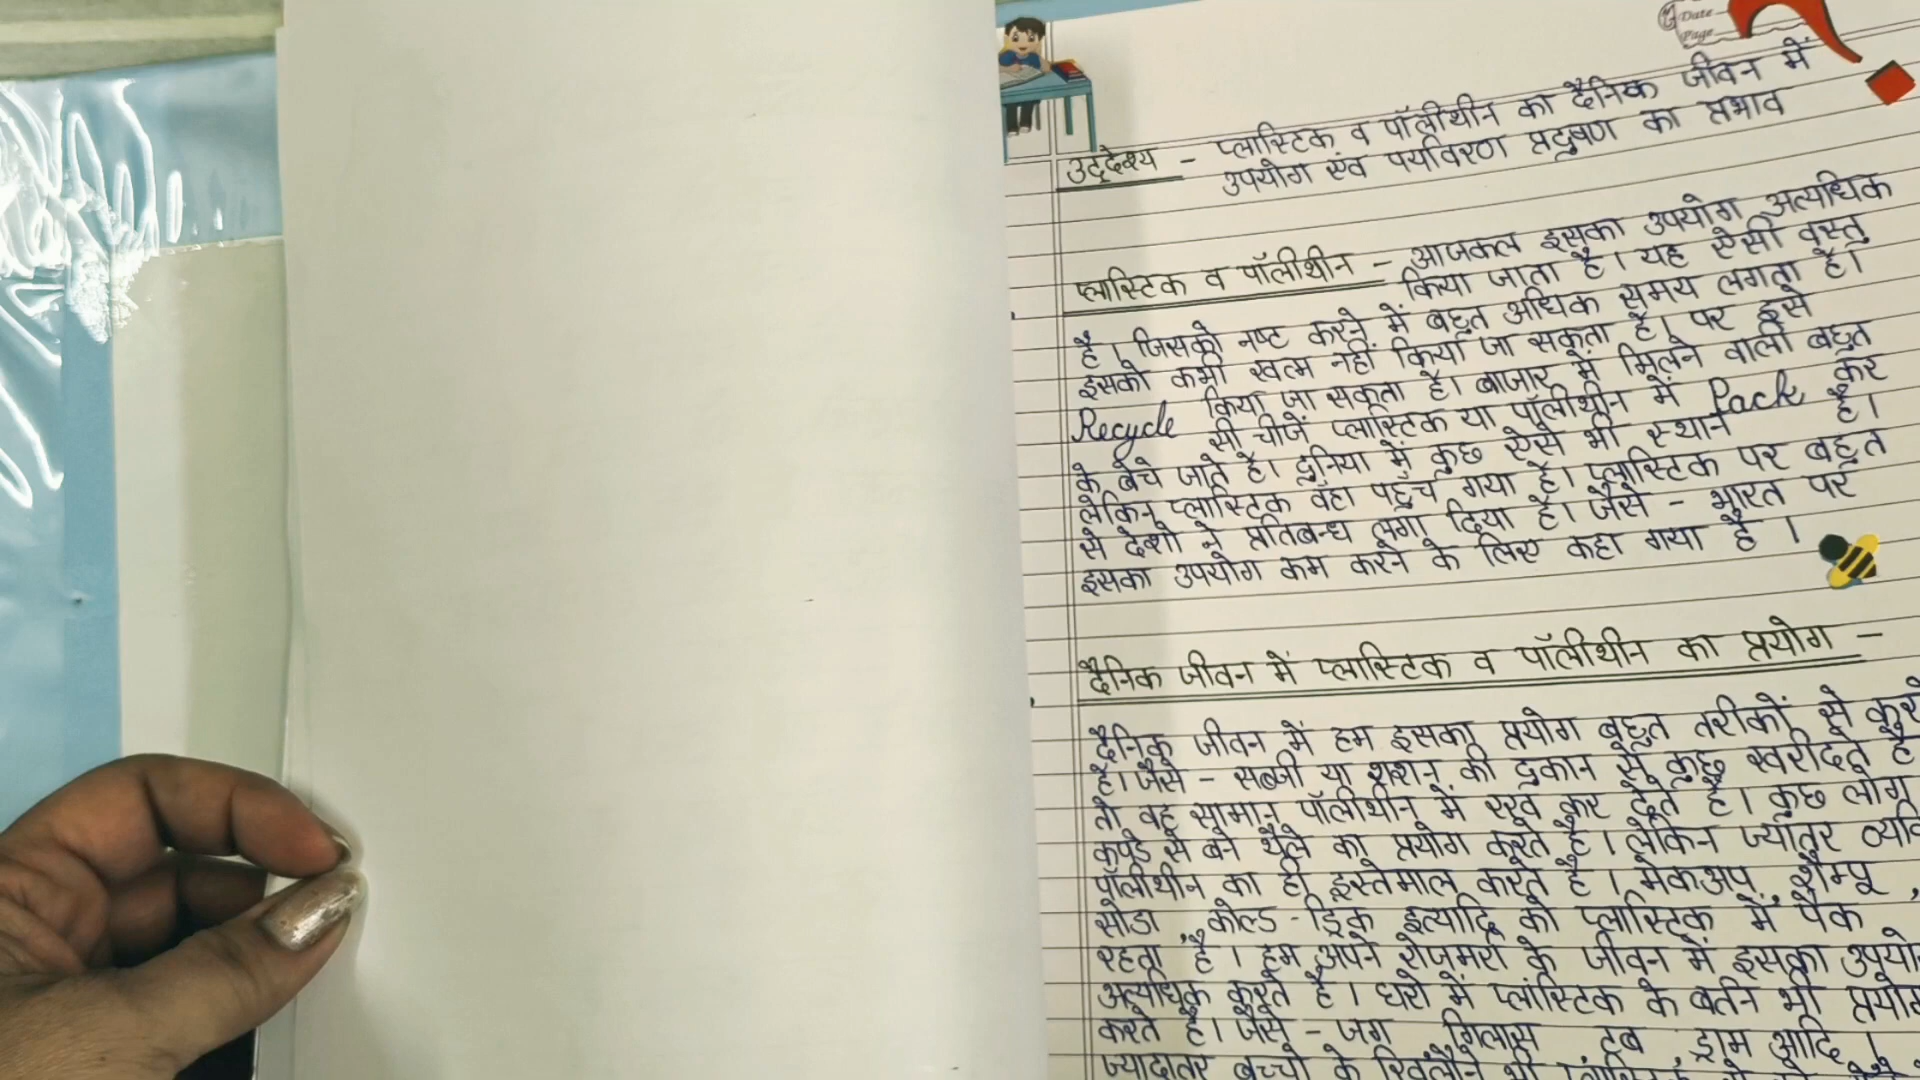 Date
Page
उद्‌देश्य - प्लास्टिक व पॉलीथीन का दैनिक जीवन में
उपयोग एंव पर्यावरण प्रदुषण का प्रभाव
प्लास्टिक व पॉलीथीन - आजकल इसका उपयोग अत्यधिक
किया जाता है। यह ऐसी वस्तु
है। जिसको नष्ट करने में बहुत अधिक समय लगता है।
इसको कभी खत्म नहीं किया जा सकता है। पर इसे
Recycle किया जा सकता है। बाजार में मिलने वाली बहुत
सी चीजें प्लास्टिक या पॉलीथीन में Pack कर
के बेचे जाते है। दुनिया में कुछ ऐसे भी स्थान है।
लेकिन प्लास्टिक वहा पहुँच गया है। प्लास्टिक पर बहुत
से देशो ने प्रतिबन्ध लगा दिया है। जैसे - भारत पर
इसका उपयोग कम करने के लिए कहा गया है ।
दैनिक जीवन में प्लास्टिक व पॉलीथीन का प्रयोग -
दैनिक जीवन में हम इसका प्रयोग बहुत तरीकों से करते
है। जैसे - सब्जी या राशन की दुकान से कुछ खरीदते है
तो वह सामान पॉलीथीन में रख कर देते है। कुछ लोग
कपड़े से बने थैले का प्रयोग करते है। लेकिन ज्यातर
पॉलीथीन का ही इस्तेमाल करते है । मेकअप, शैम्पू ,
सोडा , कोल्ड - ड्रिंक इत्यादि को प्लास्टिक में पैक
रहता है । हम अपने रोजमर्रा के जीवन में इसका
अत्यधिक करते है । घरो में प्लास्टिक के बर्तन भी
करते है। जैसे - जग गिलास , टब , ड्राम आदि ।
ज्यादातर बच्चो के खिलौने भी